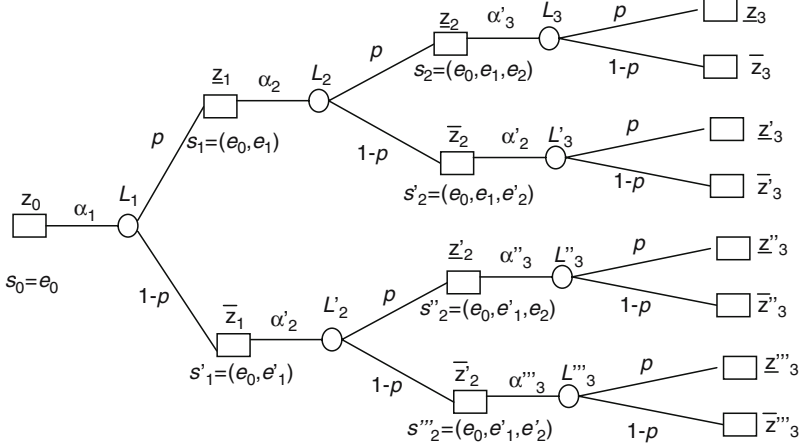 z̲₀ α₁ L₁
s₀=e₀
p
1-p
z̲₁ α₂ L₂
s₁=(e₀,e₁)
p
1-p
z̅₁ α'₂ L'₂
s'₁=(e₀,e'₁)
p
1-p
z̲₂ α'₃ L₃
s₂=(e₀,e₁,e₂)
p z̲₃
1-p z̅₃
z̅₂ α'₂ L'₃
s'₂=(e₀,e₁,e'₂)
p z̲'₃
1-p z̅'₃
z̲'₂ α''₃ L''₃
s''₂=(e₀,e'₁,e₂)
p z̲''₃
1-p z̅''₃
z̅'₂ α'''₃ L'''₃
s'''₂=(e₀,e'₁,e'₂)
p z̲'''₃
1-p z̅'''₃